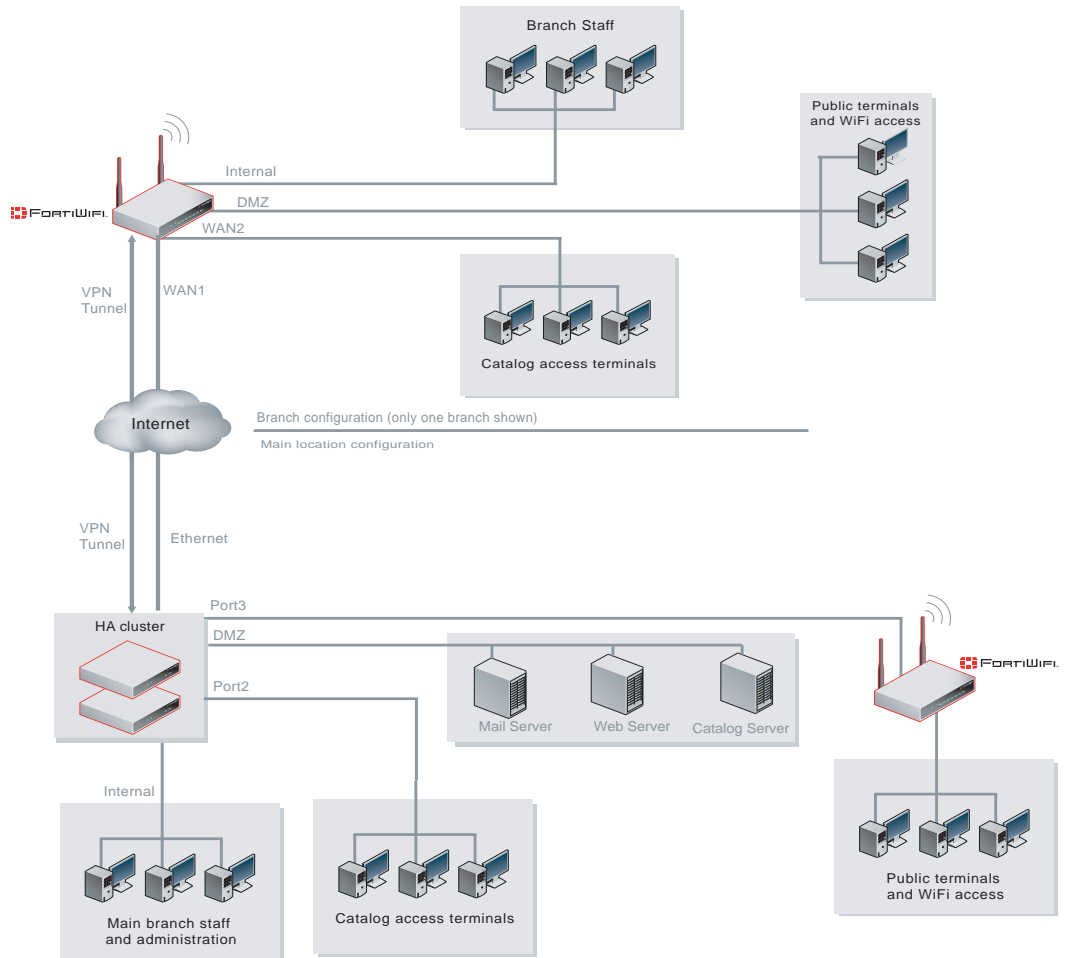 Branch Staff
Public terminals
and WiFi access
Internal
DMZ
FORTIWIFI
WAN2
VPN
Tunnel
WAN1
Catalog access terminals
Internet
Branch configuration (only one branch shown)
Main location configuration
VPN
Tunnel
Ethernet
Port3
HA cluster
DMZ
FORTIWIFI
Port2
Mail Server
Web Server
Catalog Server
Internal
Public terminals
and WiFi access
Main branch staff
and administration
Catalog access terminals